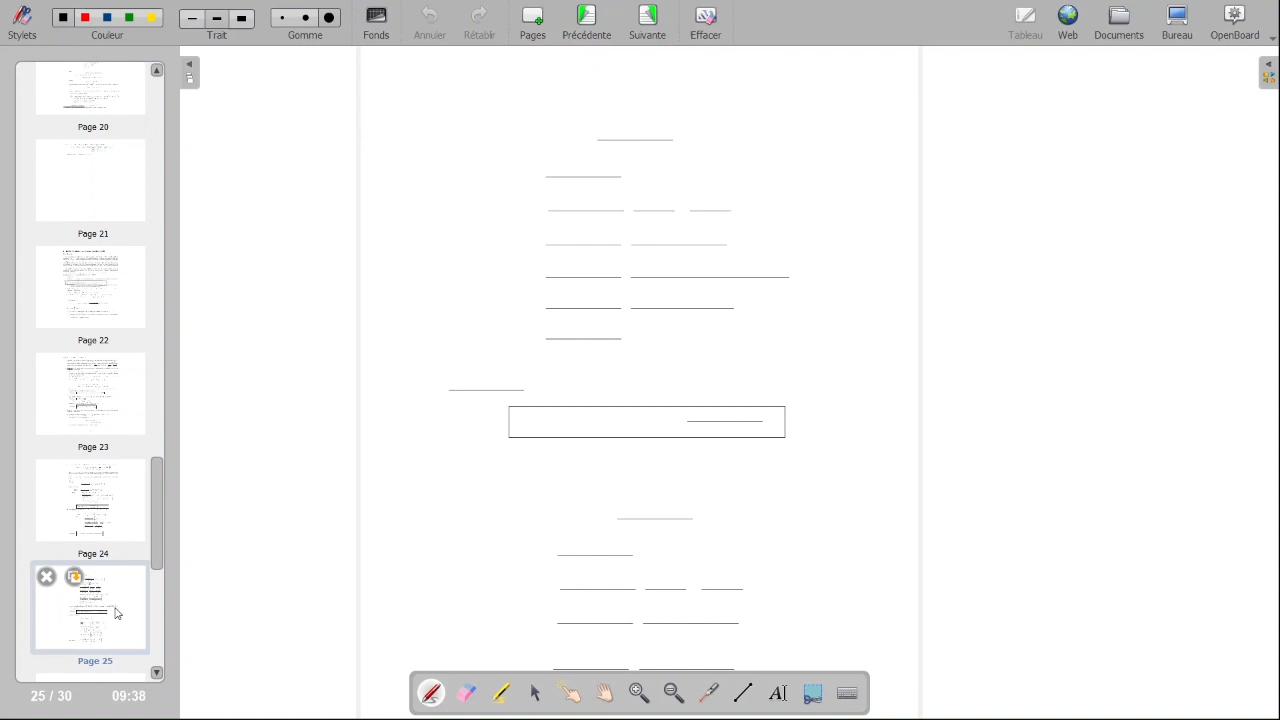 Stylets
Couleur
Trait
Gomme
Fonds
Annuler
Rétablir
Pages
Précédente
Suivante
Effacer
Tableau
Web
Documents
Bureau
OpenBoard
Page 20
Page 21
Page 22
Page 23
Page 24
Page 25
25 / 30
09:38